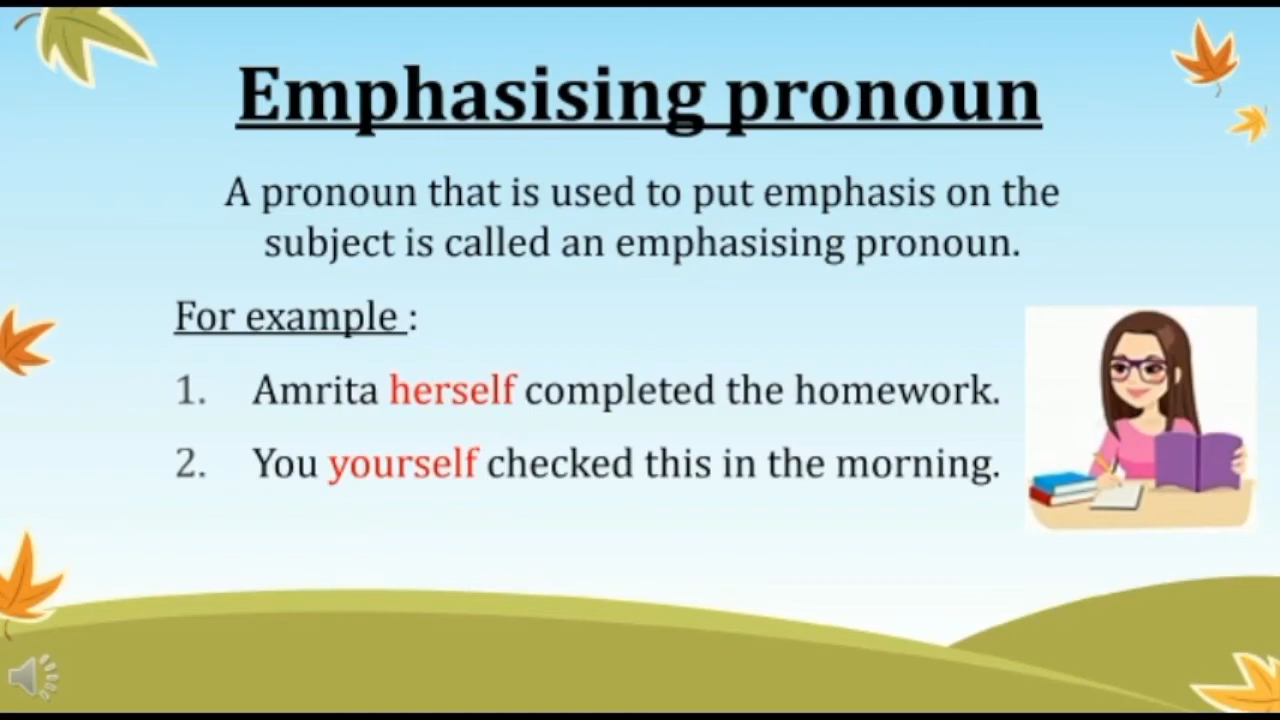 Emphasising pronoun
A pronoun that is used to put emphasis on the
subject is called an emphasising pronoun.
For example :
1. Amrita herself completed the homework.
2. You yourself checked this in the morning.